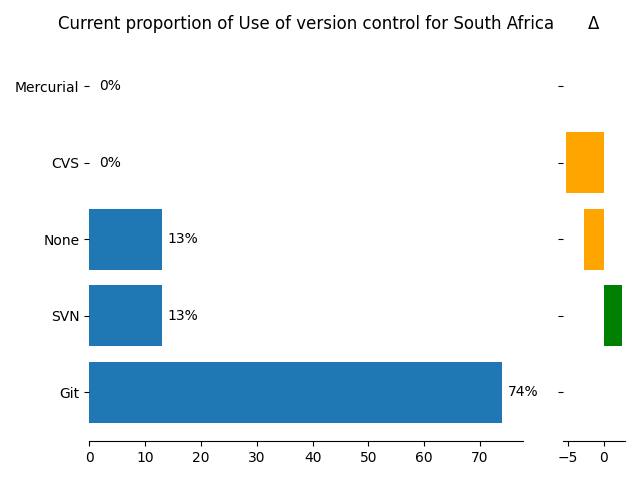 Current proportion of Use of version control for South Africa Δ
Mercurial 0%
CVS 0%
None 13%
SVN 13%
Git 74%
0 10 20 30 40 50 60 70 −5 0